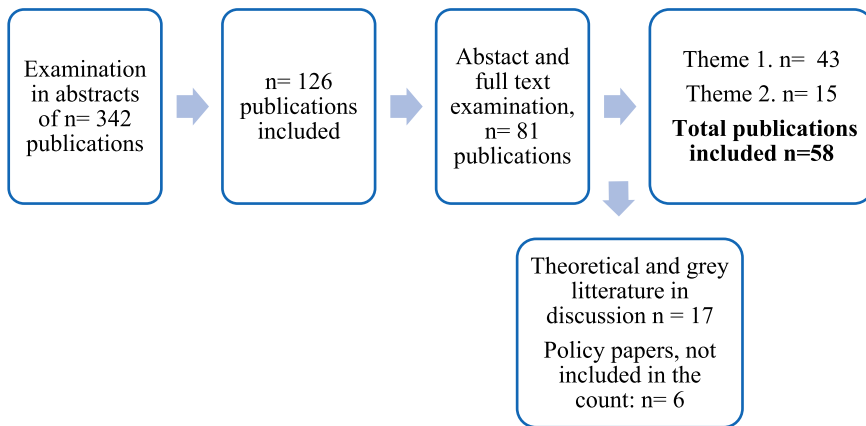 Examination
in abstracts
of n= 342
publications
n= 126
publications
included
Abstact and
full text
examination,
n= 81
publications
Theme 1. n=  43
Theme 2. n= 15
Total publications
included n=58
Theoretical and grey
litterature in
discussion n = 17
Policy papers, not
included in the
count: n= 6